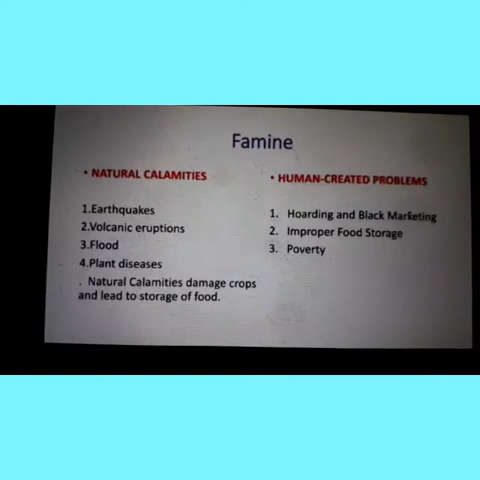 Famine
• NATURAL CALAMITIES
1.Earthquakes
2.Volcanic eruptions
3.Flood
4.Plant diseases
. Natural Calamities damage crops
and lead to storage of food.
• HUMAN-CREATED PROBLEMS
1. Hoarding and Black Marketing
2. Improper Food Storage
3. Poverty